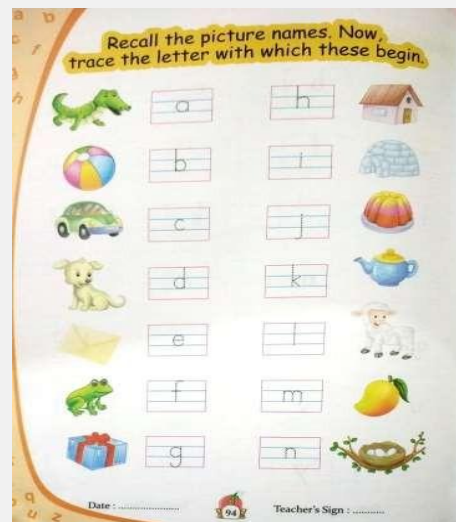 a b
f
h
Recall the picture names. Now,
trace the letter with which these begin.
a h
b i
c j
d k
e l
f m
g n
q
u z
Date : ....................
94
Teacher's Sign : ...........